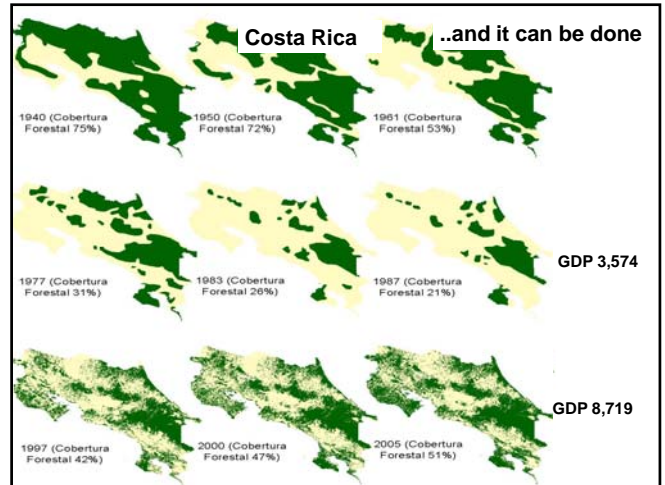 Costa Rica
..and it can be done
1940 (Cobertura
Forestal 75%)
1950 (Cobertura
Forestal 72%)
1961 (Cobertura
Forestal 53%)
1977 (Cobertura
Forestal 31%)
1983 (Cobertura
Forestal 26%)
1987 (Cobertura
Forestal 21%)
GDP 3,574
1997 (Cobertura
Forestal 42%)
2000 (Cobertura
Forestal 47%)
2005 (Cobertura
Forestal 51%)
GDP 8,719